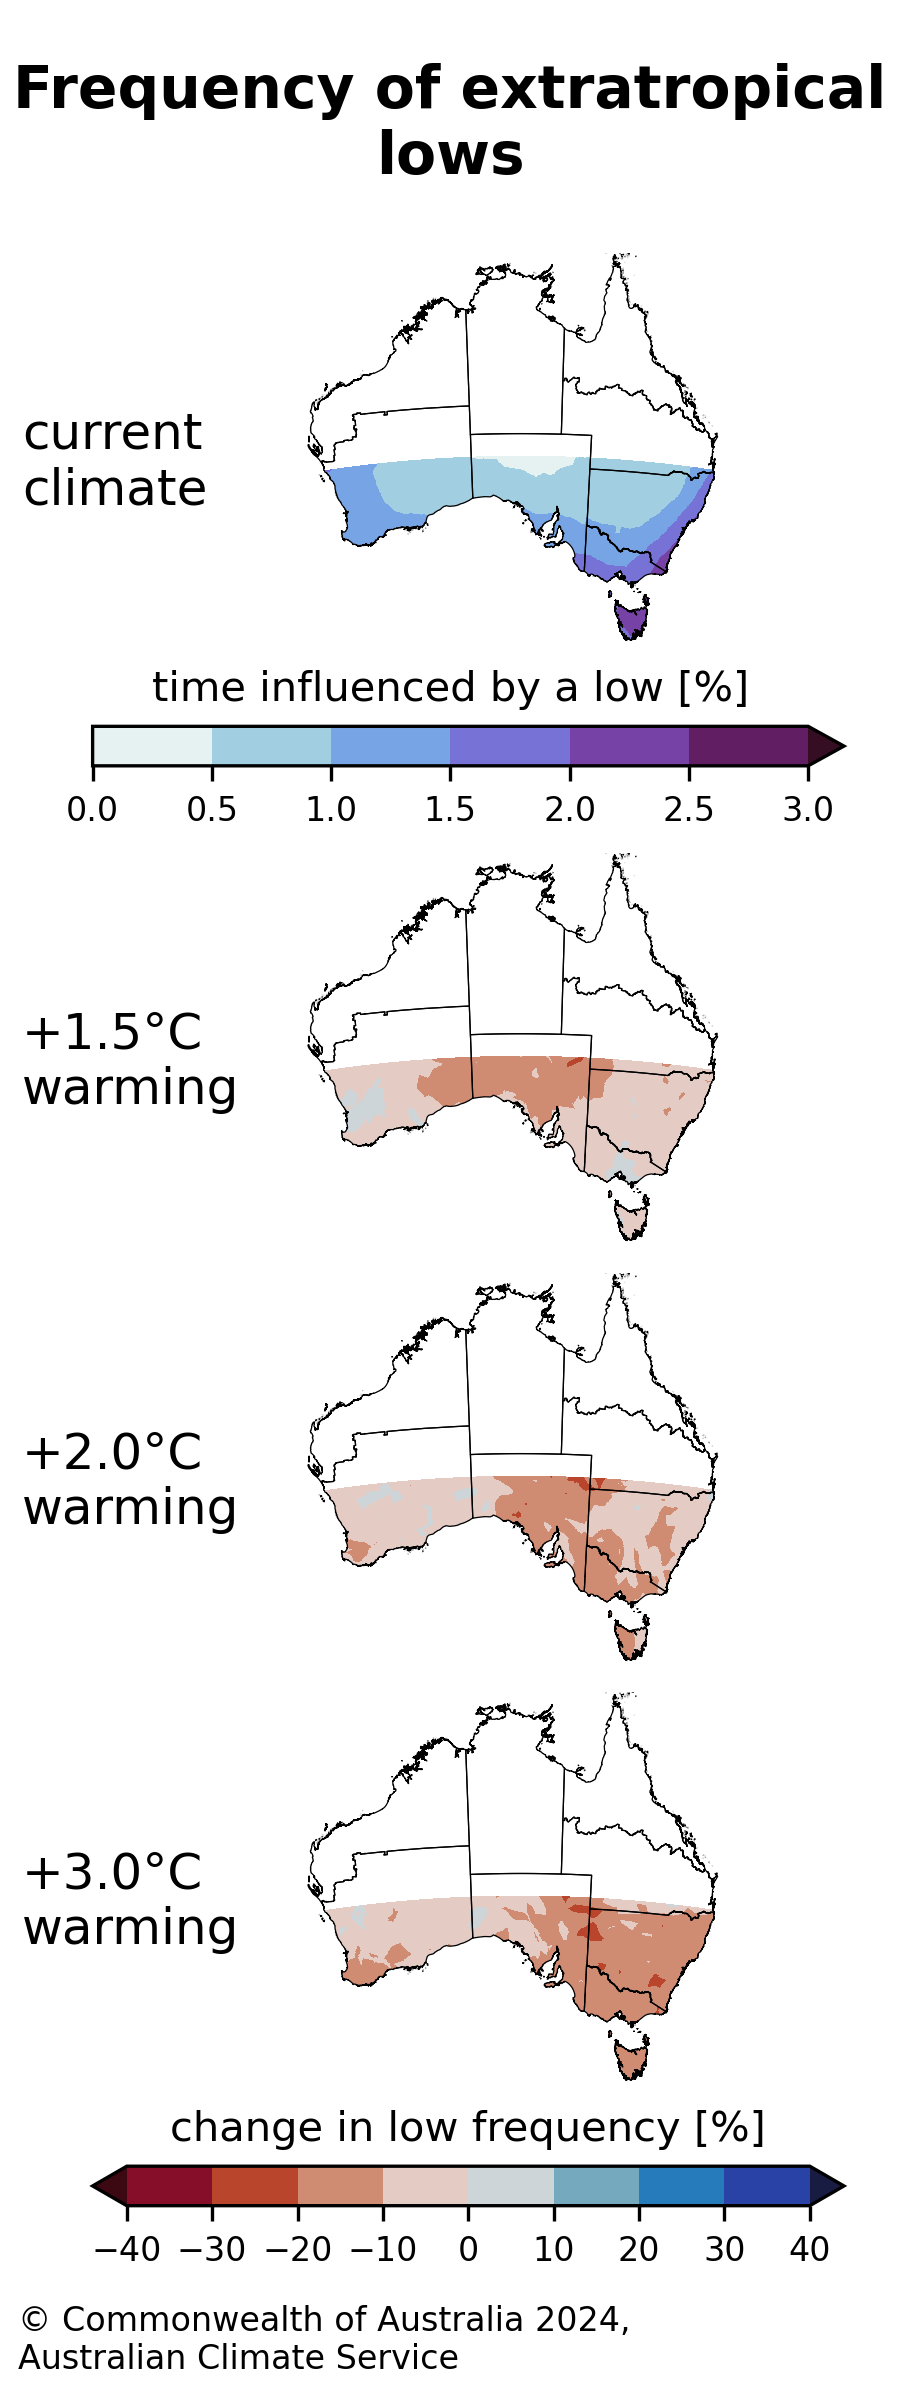 Frequency of extratropical
lows
current
climate
time influenced by a low [%]
0.0 0.5 1.0 1.5 2.0 2.5 3.0
+1.5°C
warming
+2.0°C
warming
+3.0°C
warming
change in low frequency [%]
−40 −30 −20 −10 0 10 20 30 40
© Commonwealth of Australia 2024,
Australian Climate Service